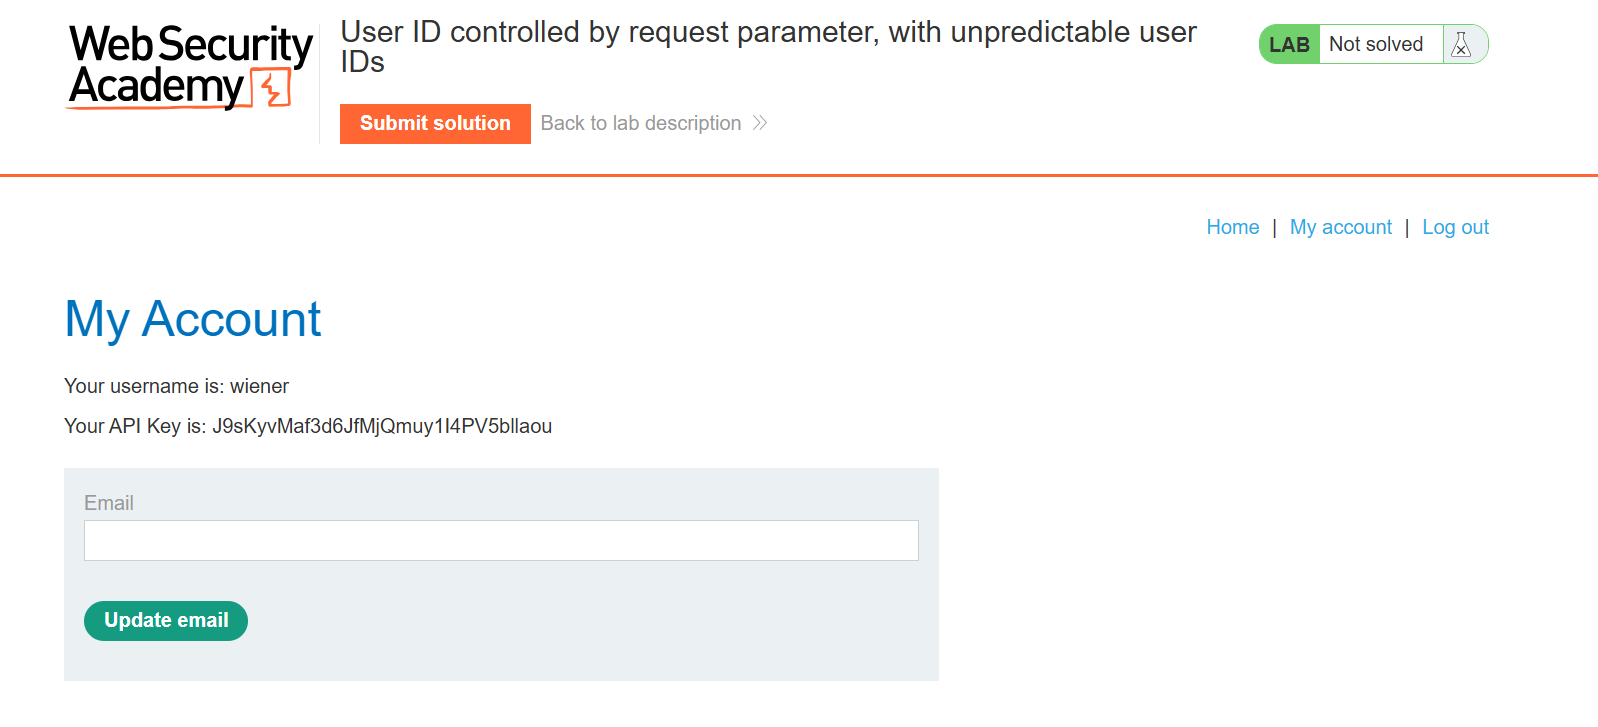 Web Security
Academy
User ID controlled by request parameter, with unpredictable user
IDs
LAB Not solved
Submit solution Back to lab description
Home | My account | Log out
My Account
Your username is: wiener
Your API Key is: J9sKyvMaf3d6JfMjQmuy1I4PV5bllaou
Email
Update email